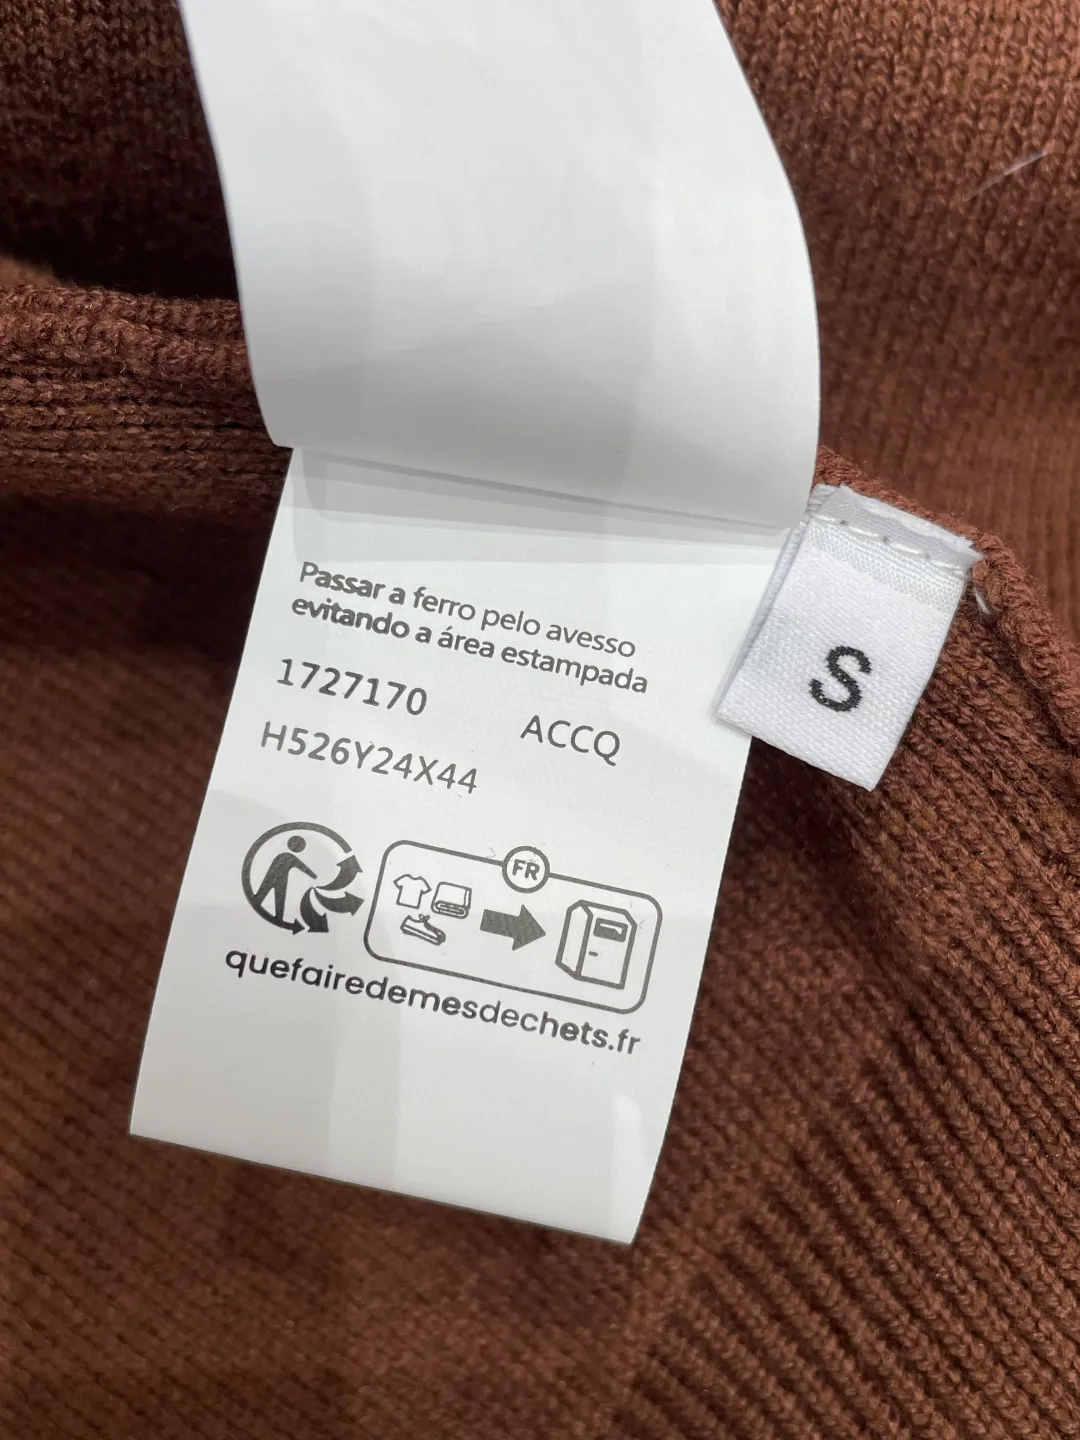 Passar a ferro pelo avesso
evitando a área estampada
1727170
ACCQ
H526Y24X44
FR
quefairedemesdechets.fr
S